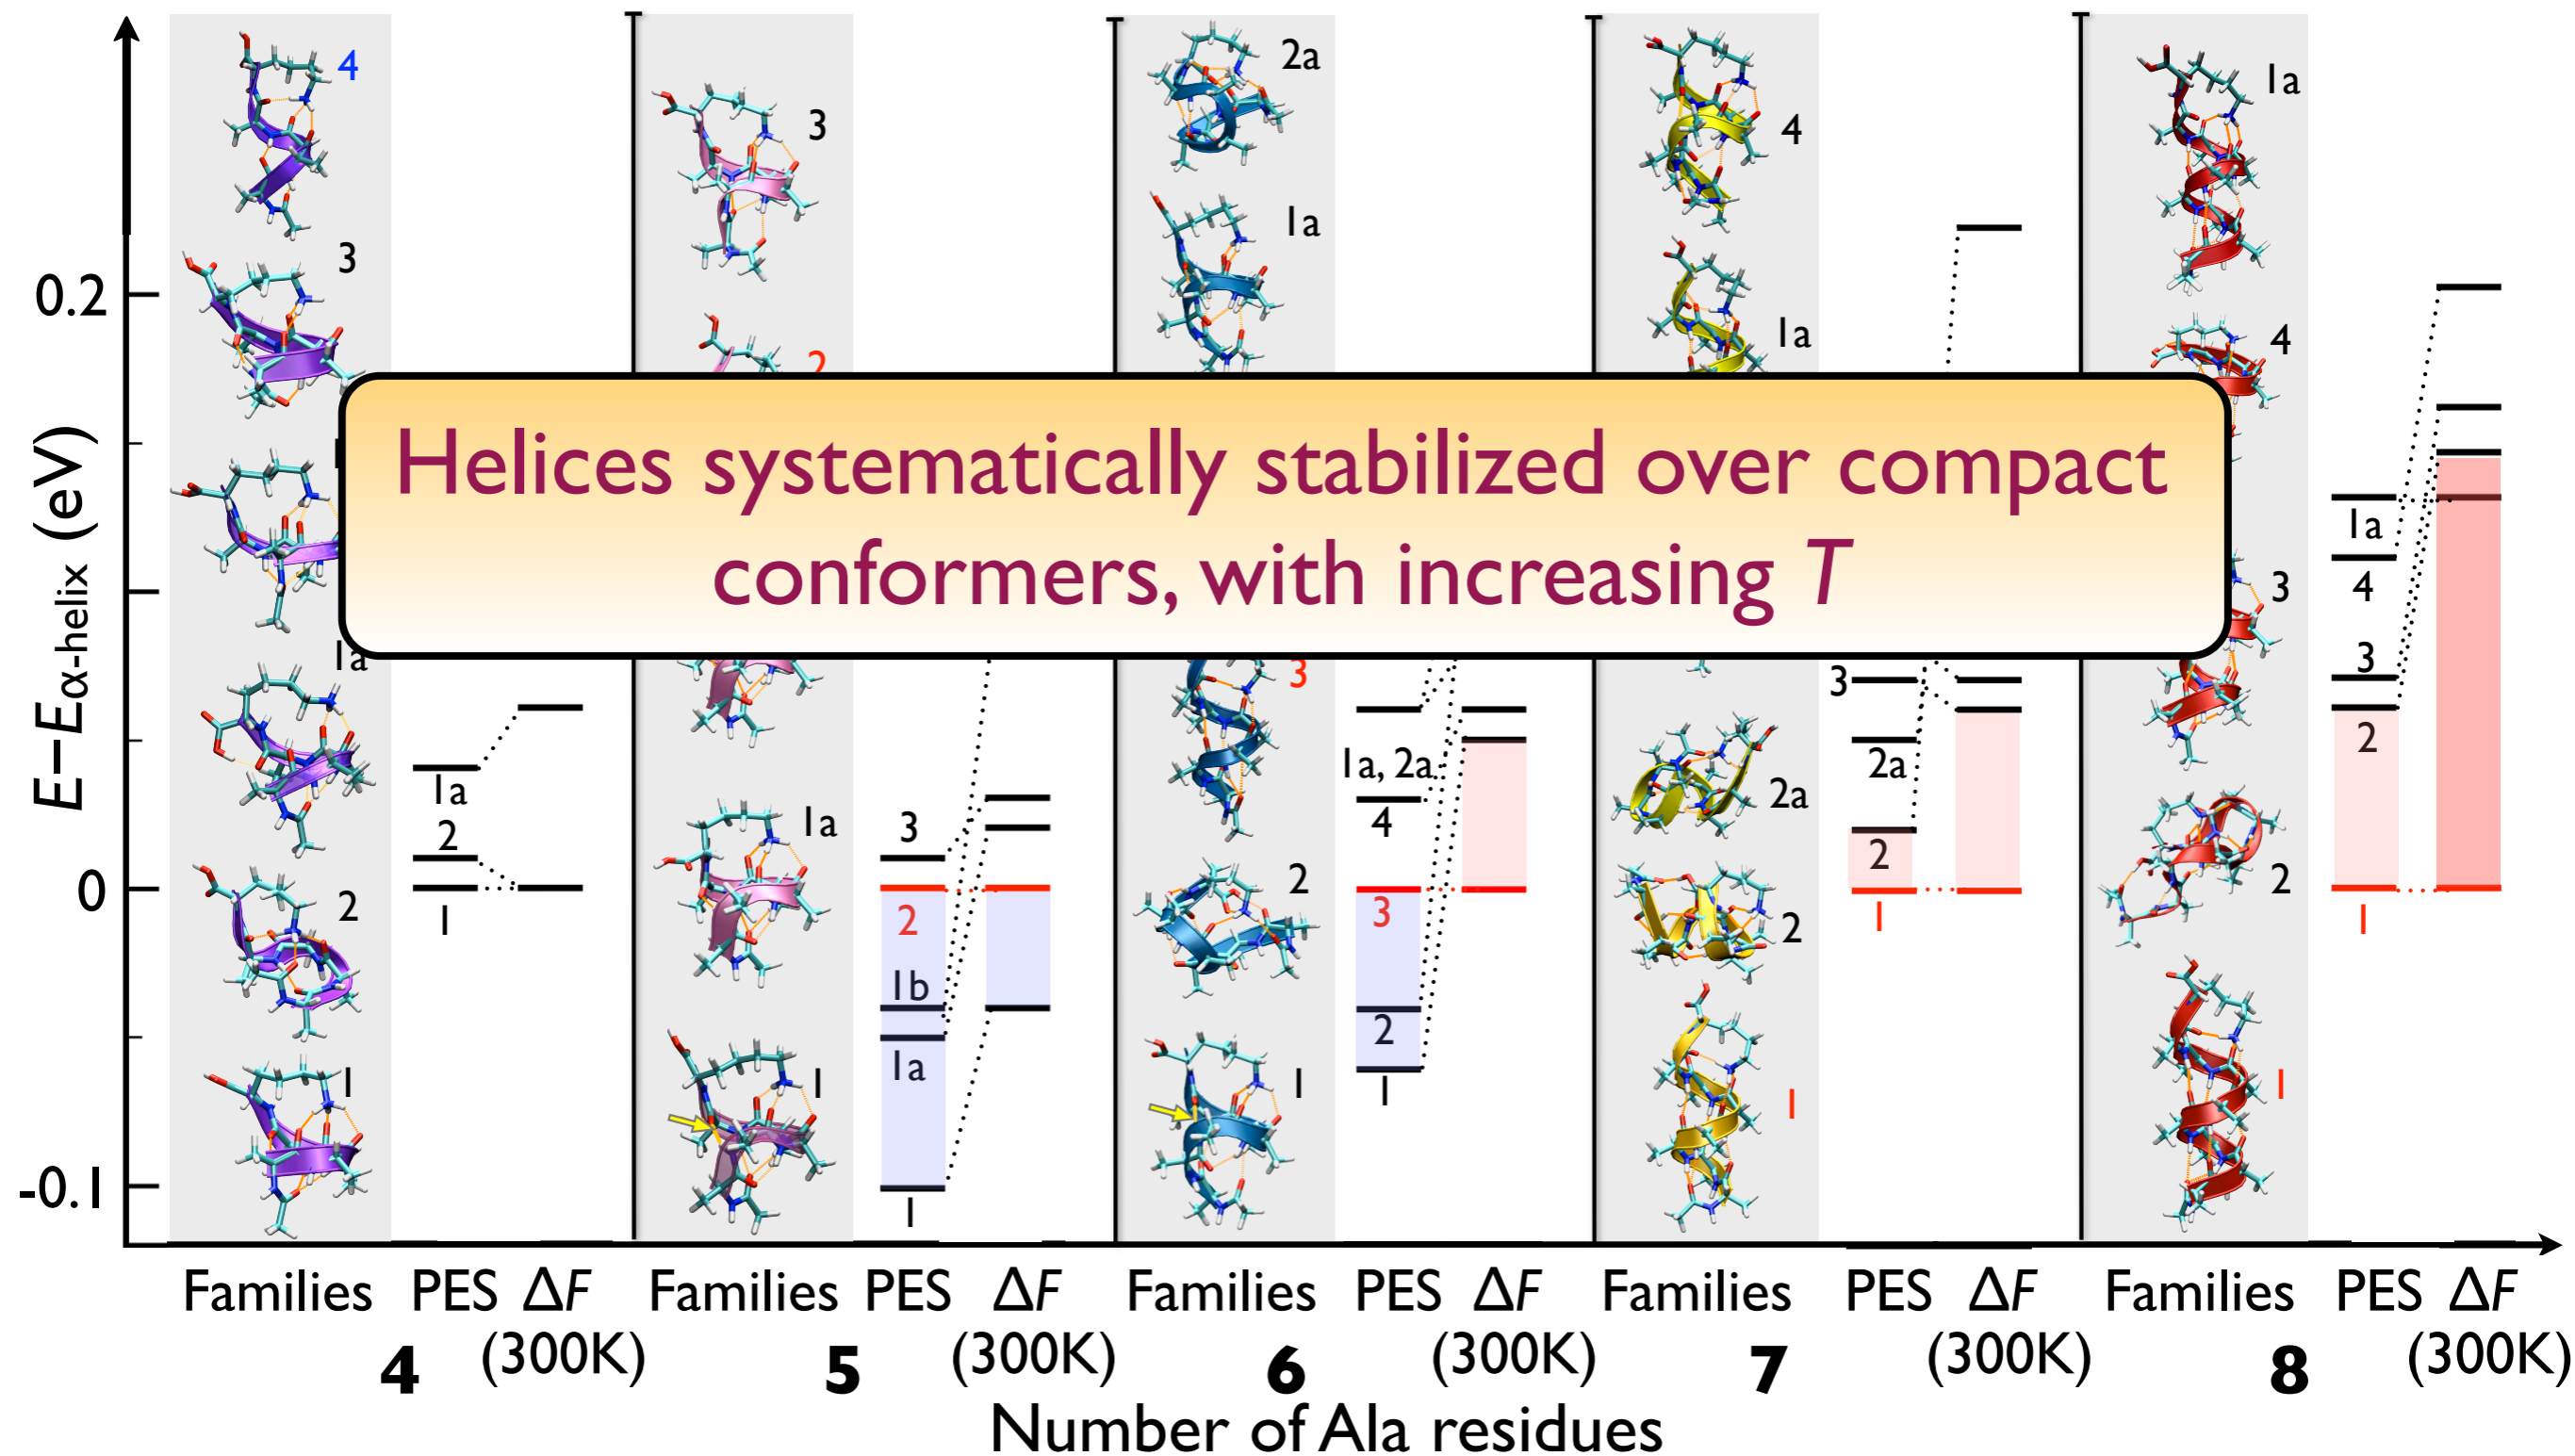 Helices systematically stabilized over compact
conformers, with increasing T
E−Eα-helix (eV)
0.2
0
-0.1
4
3
1a
2
1
1a
2
1
3
2
1a
1
3
2
1b
1a
1
2a
1a
3
2
1
1a, 2a
4
3
2
1
4
1a
2a
2
1
3
2a
2
1
1a
4
3
2
1
1a
4
3
2
1
Families PES ΔF Families PES ΔF Families PES ΔF Families PES ΔF Families PES ΔF
(300K) (300K) (300K) (300K) (300K)
4 5 6 7 8
Number of Ala residues